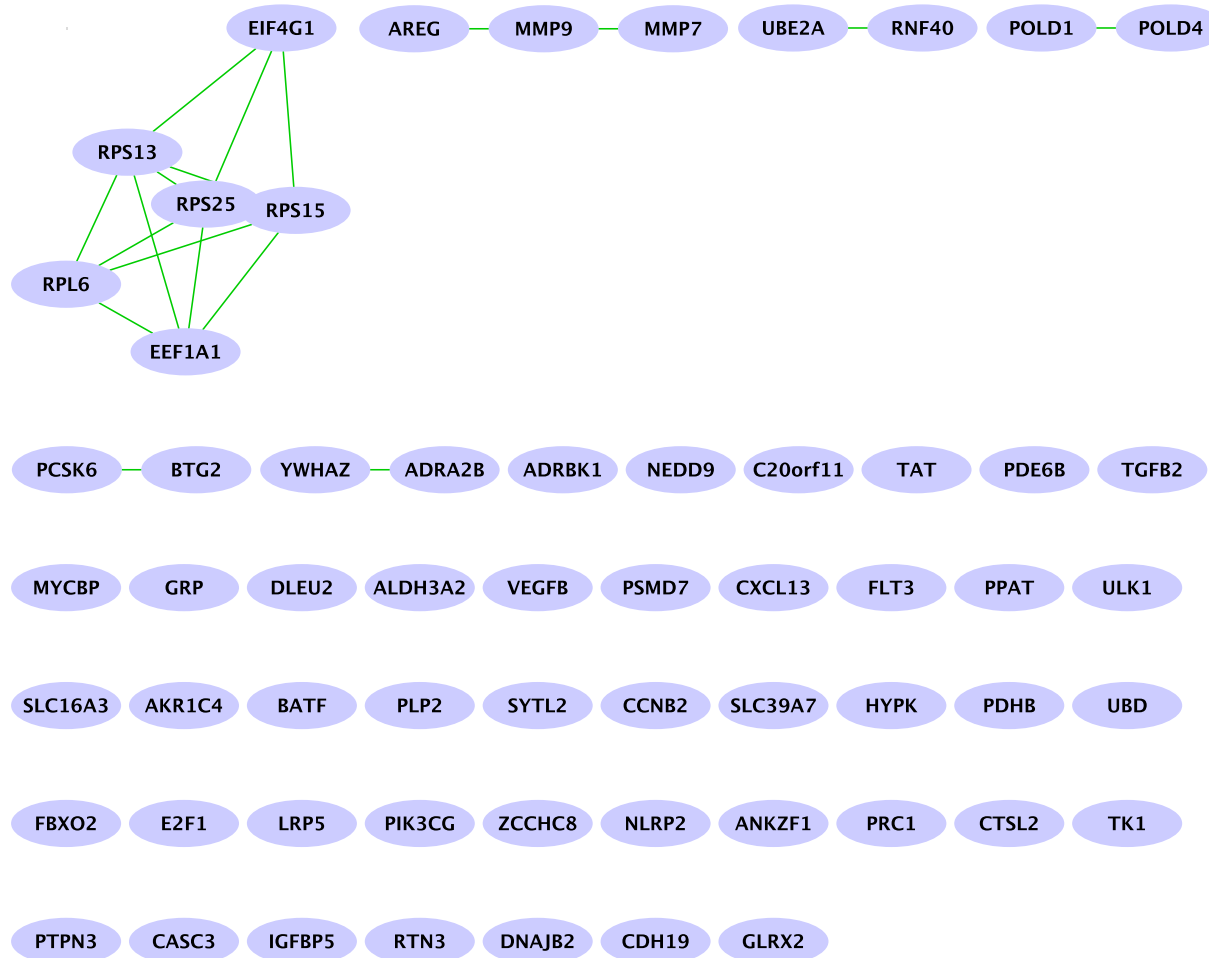 EIF4G1 AREG MMP9 MMP7 UBE2A RNF40 POLD1 POLD4
RPS13
RPS25 RPS15
RPL6
EEF1A1
PCSK6 BTG2 YWHAZ ADRA2B ADRBK1 NEDD9 C20orf11 TAT PDE6B TGFB2
MYCBP GRP DLEU2 ALDH3A2 VEGFB PSMD7 CXCL13 FLT3 PPAT ULK1
SLC16A3 AKR1C4 BATF PLP2 SYTL2 CCNB2 SLC39A7 HYPK PDHB UBD
FBXO2 E2F1 LRP5 PIK3CG ZCCHC8 NLRP2 ANKZF1 PRC1 CTSL2 TK1
PTPN3 CASC3 IGFBP5 RTN3 DNAJB2 CDH19 GLRX2